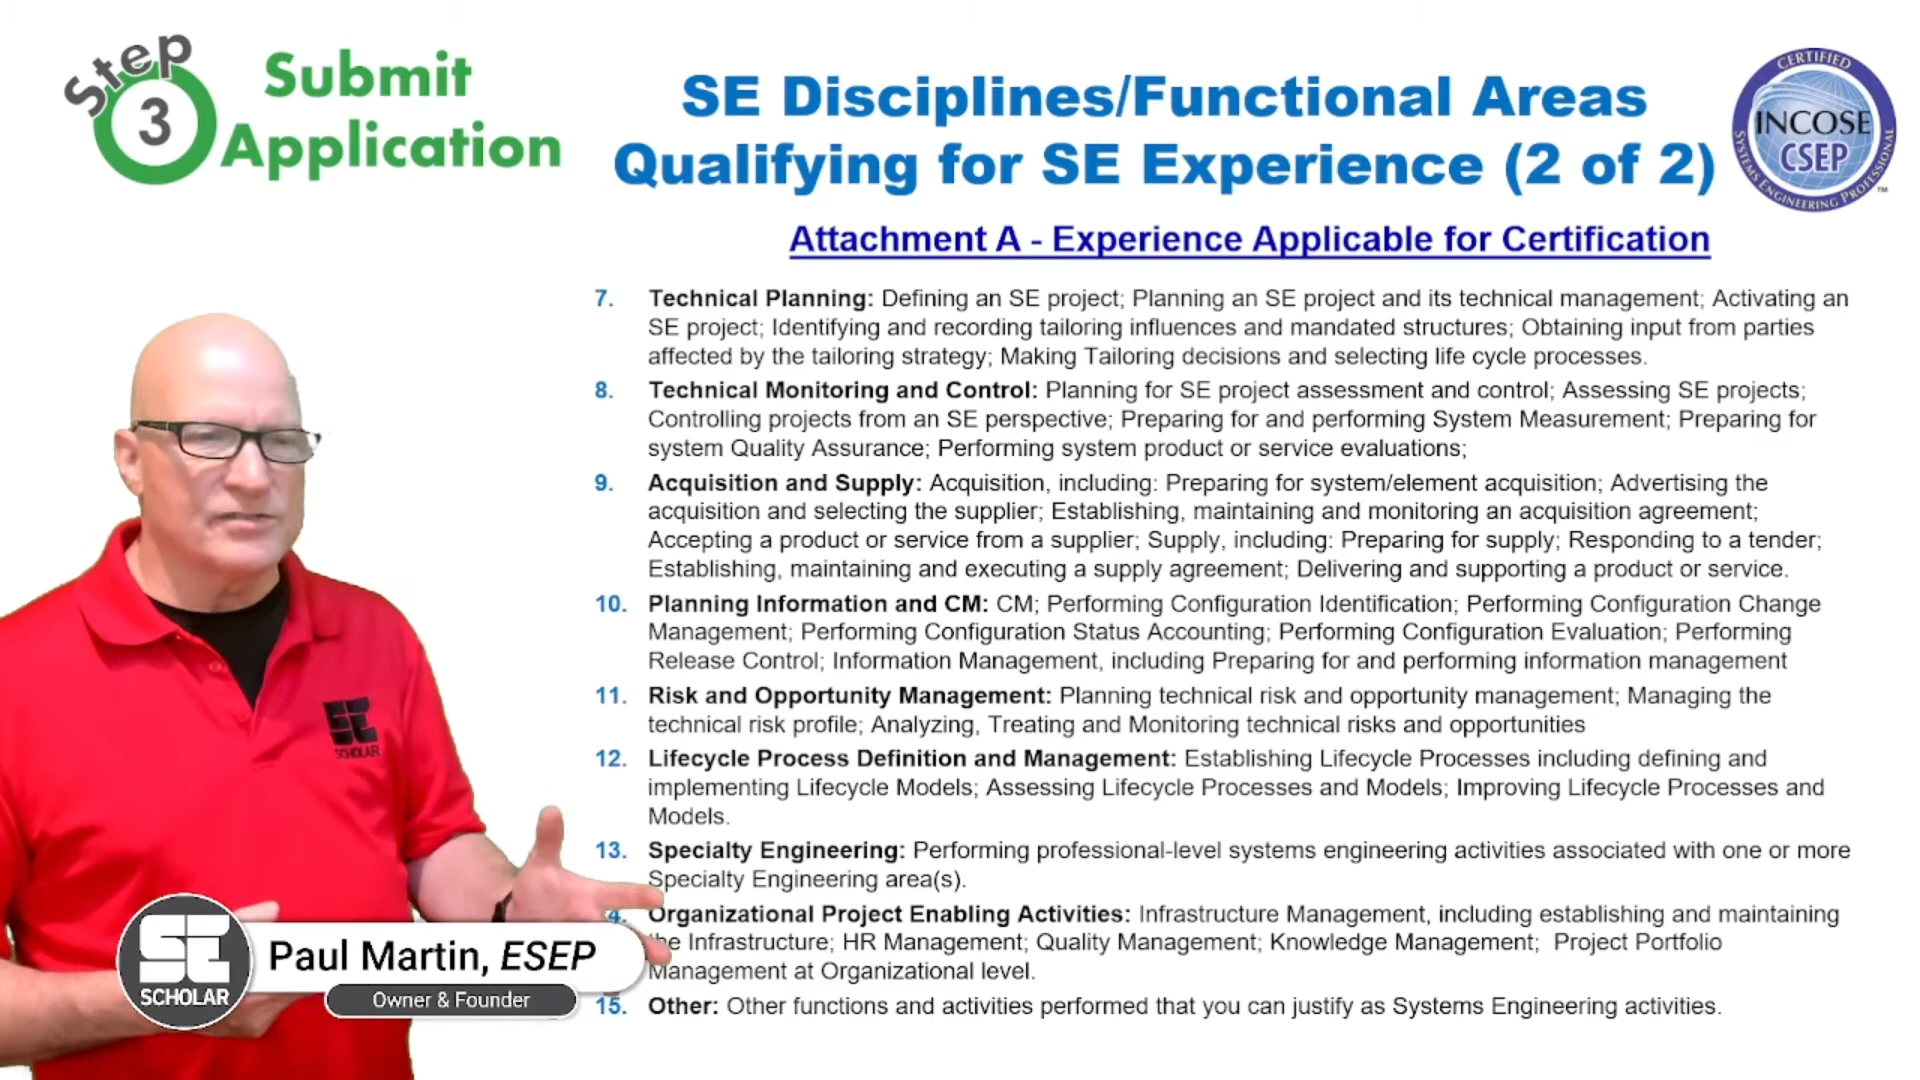 Step
3
Submit
Application
SE Disciplines/Functional Areas
Qualifying for SE Experience (2 of 2)
CERTIFIED
INCOSE
CSEP
SYSTEMS ENGINEERING PROFESSIONAL
™
Attachment A - Experience Applicable for Certification
7. Technical Planning: Defining an SE project; Planning an SE project and its technical management; Activating an
SE project; Identifying and recording tailoring influences and mandated structures; Obtaining input from parties
affected by the tailoring strategy; Making Tailoring decisions and selecting life cycle processes.
8. Technical Monitoring and Control: Planning for SE project assessment and control; Assessing SE projects;
Controlling projects from an SE perspective; Preparing for and performing System Measurement; Preparing for
system Quality Assurance; Performing system product or service evaluations;
9. Acquisition and Supply: Acquisition, including: Preparing for system/element acquisition; Advertising the
acquisition and selecting the supplier; Establishing, maintaining and monitoring an acquisition agreement;
Accepting a product or service from a supplier; Supply, including: Preparing for supply; Responding to a tender;
Establishing, maintaining and executing a supply agreement; Delivering and supporting a product or service.
10. Planning Information and CM: CM; Performing Configuration Identification; Performing Configuration Change
Management; Performing Configuration Status Accounting; Performing Configuration Evaluation; Performing
Release Control; Information Management, including Preparing for and performing information management
11. Risk and Opportunity Management: Planning technical risk and opportunity management; Managing the
technical risk profile; Analyzing, Treating and Monitoring technical risks and opportunities
12. Lifecycle Process Definition and Management: Establishing Lifecycle Processes including defining and
implementing Lifecycle Models; Assessing Lifecycle Processes and Models; Improving Lifecycle Processes and
Models.
13. Specialty Engineering: Performing professional-level systems engineering activities associated with one or more
Specialty Engineering area(s).
4. Organizational Project Enabling Activities: Infrastructure Management, including establishing and maintaining
he Infrastructure; HR Management; Quality Management; Knowledge Management; Project Portfolio
Management at Organizational level.
15. Other: Other functions and activities performed that you can justify as Systems Engineering activities.
SE
SCHOLAR
SE
SCHOLAR
Paul Martin, ESEP
Owner & Founder